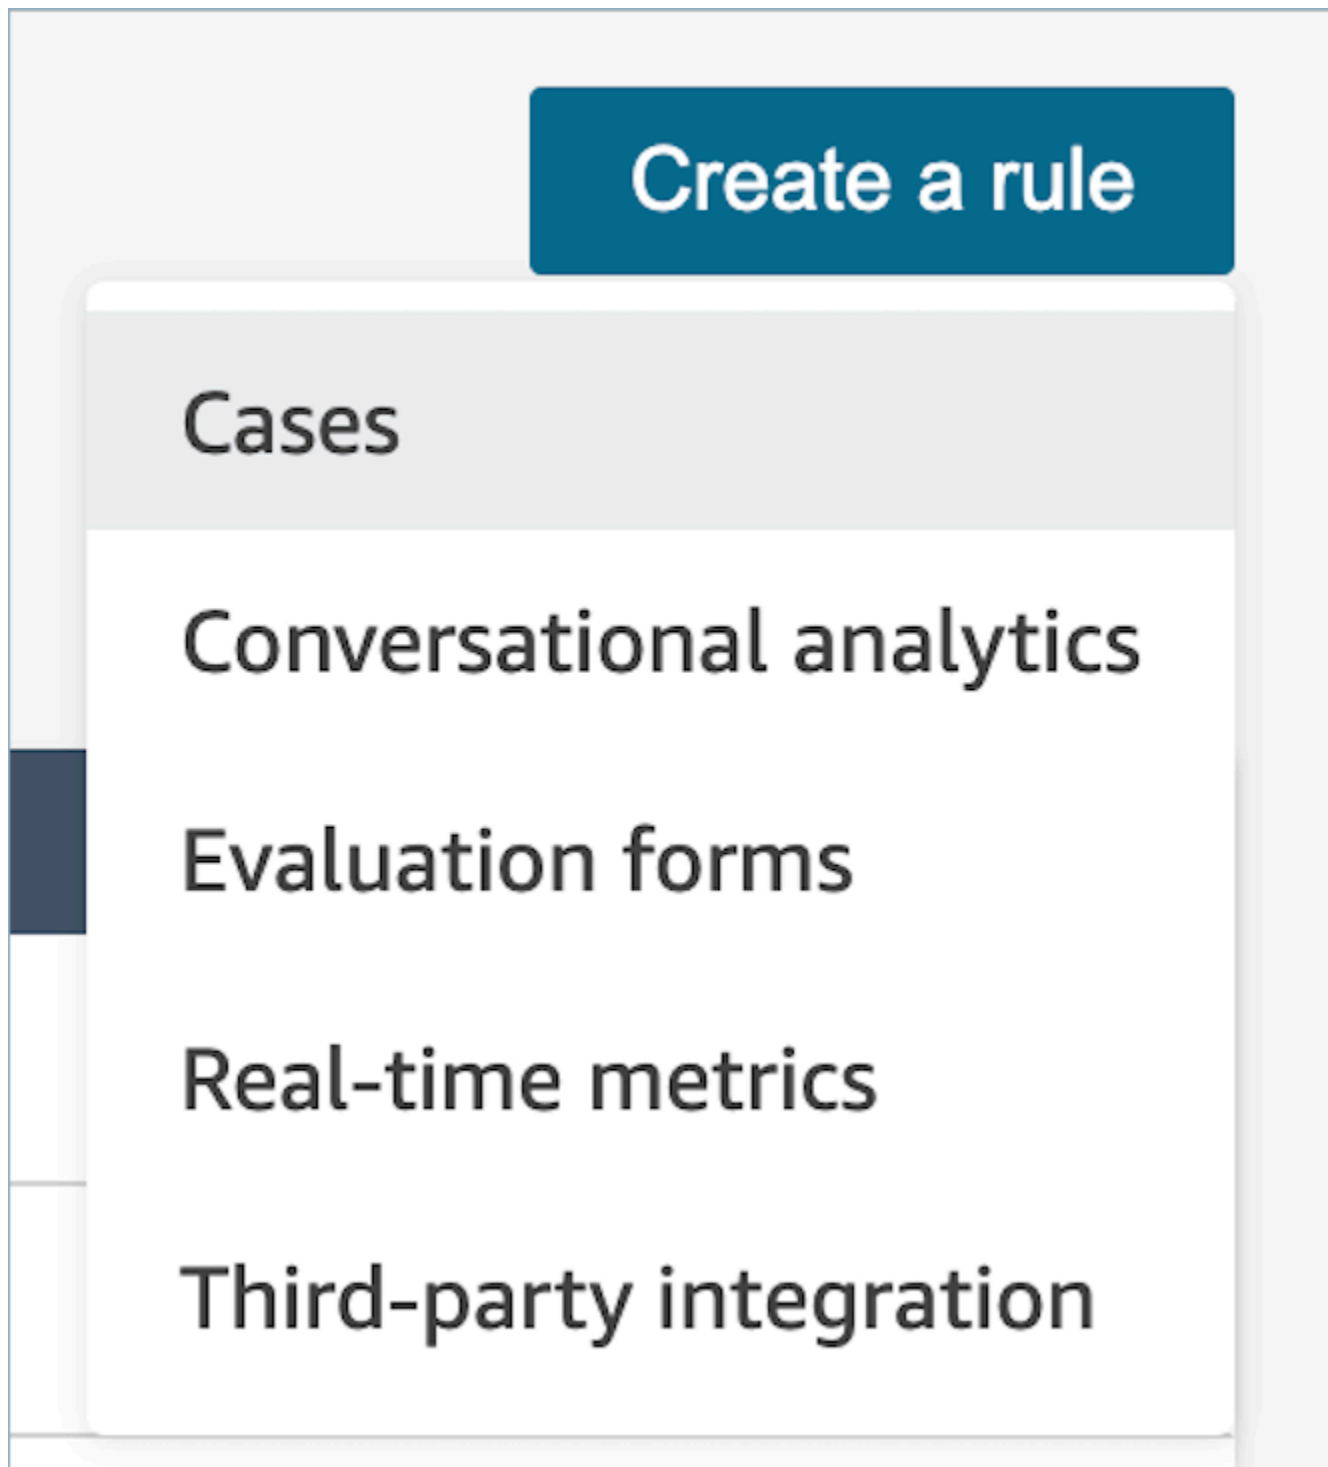 Create a rule
Cases
Conversational analytics
Evaluation forms
Real-time metrics
Third-party integration